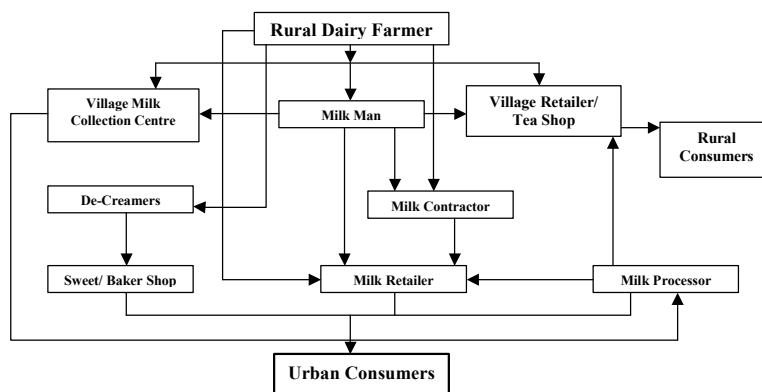 Rural Dairy Farmer
Village Milk
Collection Centre
Milk Man
Village Retailer/
Tea Shop
Rural
Consumers
De-Creamers
Milk Contractor
Sweet/ Baker Shop
Milk Retailer
Milk Processor
Urban Consumers